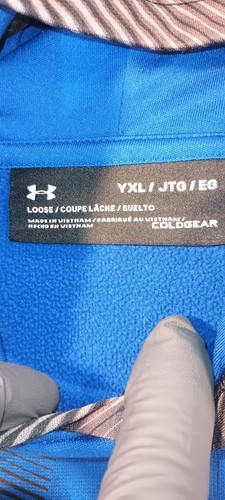 YXL / JTG / EG
LOOSE / COUPE LÂCHE / SUELTO
MADE IN VIETNAM / FABRIQUÉ AU VIETNAM /
HECHO EN VIETNAM
COLDGEAR